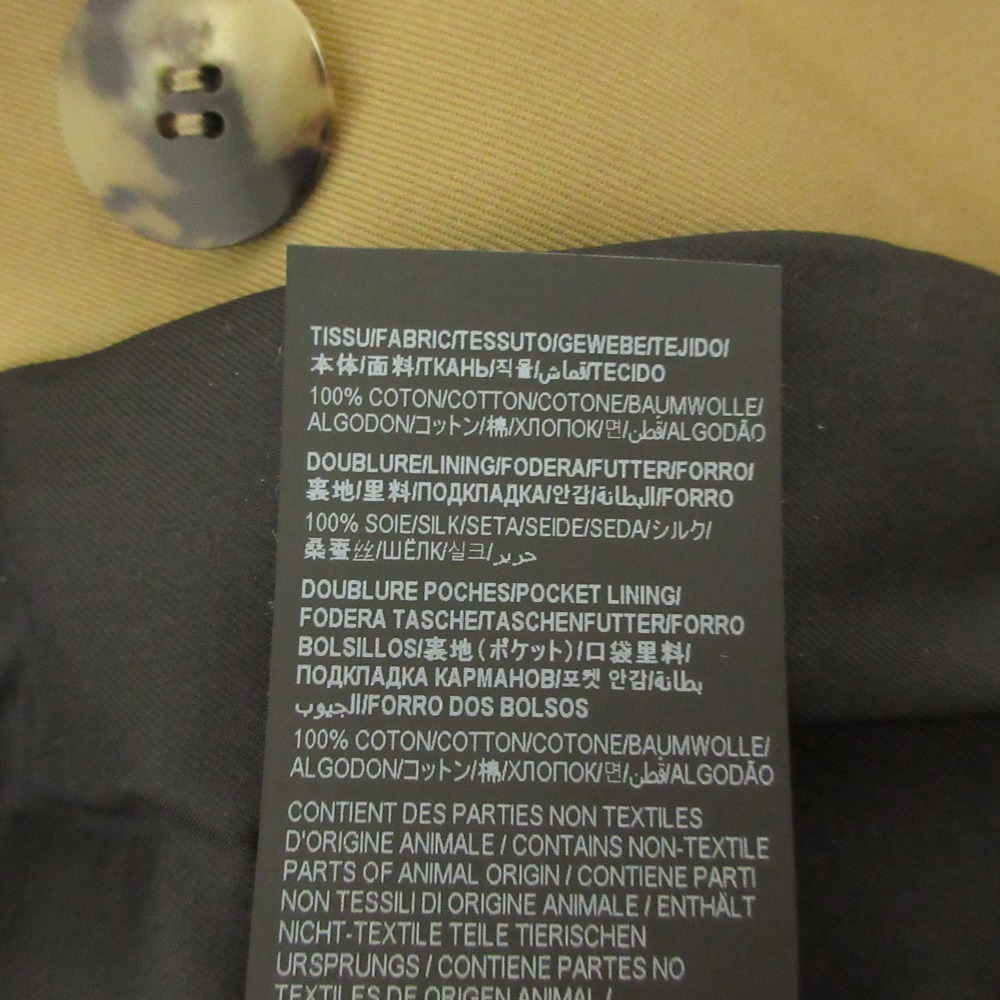 TISSU/FABRIC/TESSUTO/GEWEBE/TEJIDO/
本体/面料/ТКАНЬ/직물/قماش/TECIDO
100% COTON/COTTON/COTONE/BAUMWOLLE/
ALGODON/コットン/棉/ХЛОПОК/면/قطن/ALGODÃO
DOUBLURE/LINING/FODERA/FUTTER/FORRO/
裏地/里料/ПОДКЛАДКА/안감/البطانة/FORRO
100% SOIE/SILK/SETA/SEIDE/SEDA/シルク/
桑蚕丝/ШЁЛК/실크/حرير
DOUBLURE POCHES/POCKET LINING/
FODERA TASCHE/TASCHENFUTTER/FORRO
BOLSILLOS/裏地(ポケット)/口袋里料/
ПОДКЛАДКА КАРМАНОВ/포켓 안감/بطانة
الجيوب/FORRO DOS BOLSOS
100% COTON/COTTON/COTONE/BAUMWOLLE/
ALGODON/コットン/棉/ХЛОПОК/면/قطن/ALGODÃO
CONTIENT DES PARTIES NON TEXTILES
D'ORIGINE ANIMALE / CONTAINS NON-TEXTILE
PARTS OF ANIMAL ORIGIN / CONTIENE PARTI
NON TESSILI DI ORIGINE ANIMALE / ENTHÄLT
NICHT-TEXTILE TEILE TIERISCHEN
URSPRUNGS / CONTIENE PARTES NO
TEXTILES DE ORIGEN ANIMAL /